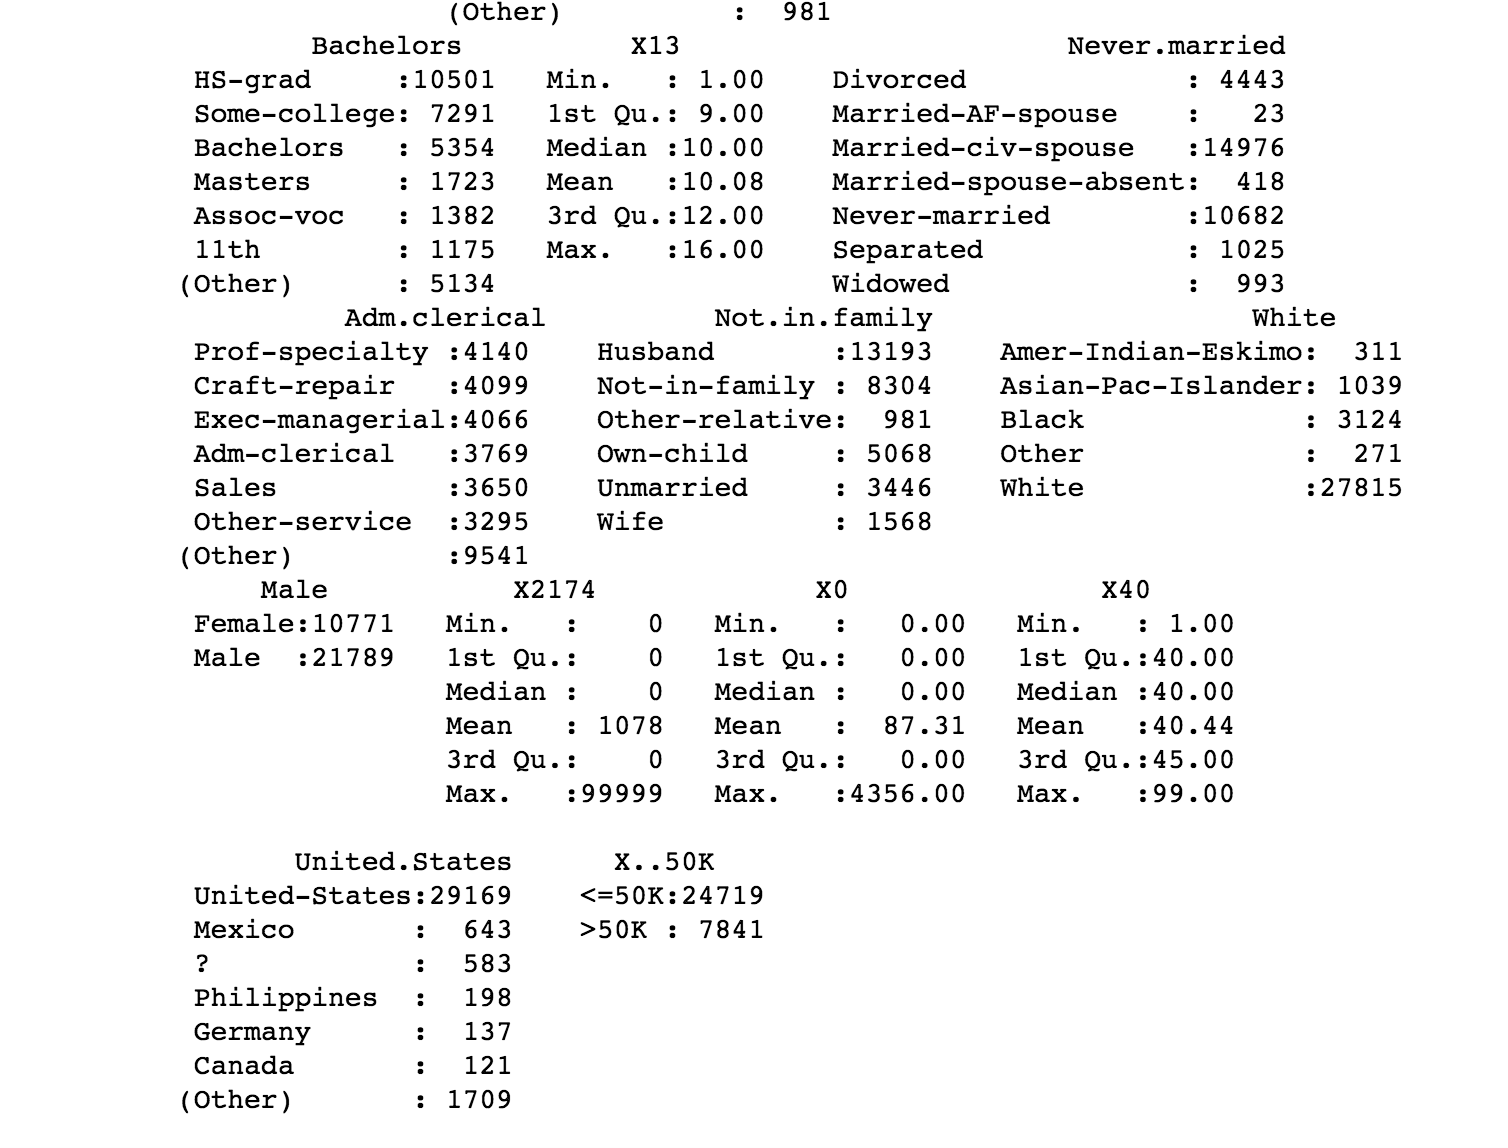 (Other)           :  981
Bachelors          X13                       Never.married
HS-grad     :10501   Min.   : 1.00    Divorced             : 4443
Some-college: 7291   1st Qu.: 9.00    Married-AF-spouse    :   23
Bachelors   : 5354   Median :10.00    Married-civ-spouse   :14976
Masters     : 1723   Mean   :10.08    Married-spouse-absent:  418
Assoc-voc   : 1382   3rd Qu.:12.00    Never-married        :10682
11th        : 1175   Max.   :16.00    Separated            : 1025
(Other)     : 5134                    Widowed              :  993
Adm.clerical          Not.in.family                   White
Prof-specialty :4140    Husband       :13193    Amer-Indian-Eskimo:  311
Craft-repair   :4099    Not-in-family : 8304    Asian-Pac-Islander: 1039
Exec-managerial:4066    Other-relative:  981    Black             : 3124
Adm-clerical   :3769    Own-child     : 5068    Other             :  271
Sales          :3650    Unmarried     : 3446    White             :27815
Other-service  :3295    Wife          : 1568
(Other)        :9541
Male           X2174             X0               X40
Female:10771   Min.   :    0   Min.   :   0.00   Min.   : 1.00
Male  :21789   1st Qu.:    0   1st Qu.:   0.00   1st Qu.:40.00
Median :    0   Median :   0.00   Median :40.00
Mean   : 1078   Mean   :  87.31   Mean   :40.44
3rd Qu.:    0   3rd Qu.:   0.00   3rd Qu.:45.00
Max.   :99999   Max.   :4356.00   Max.   :99.00
United.States      X..50K
United-States:29169    <=50K:24719
Mexico       :  643    >50K : 7841
?            :  583
Philippines  :  198
Germany      :  137
Canada       :  121
(Other)      : 1709